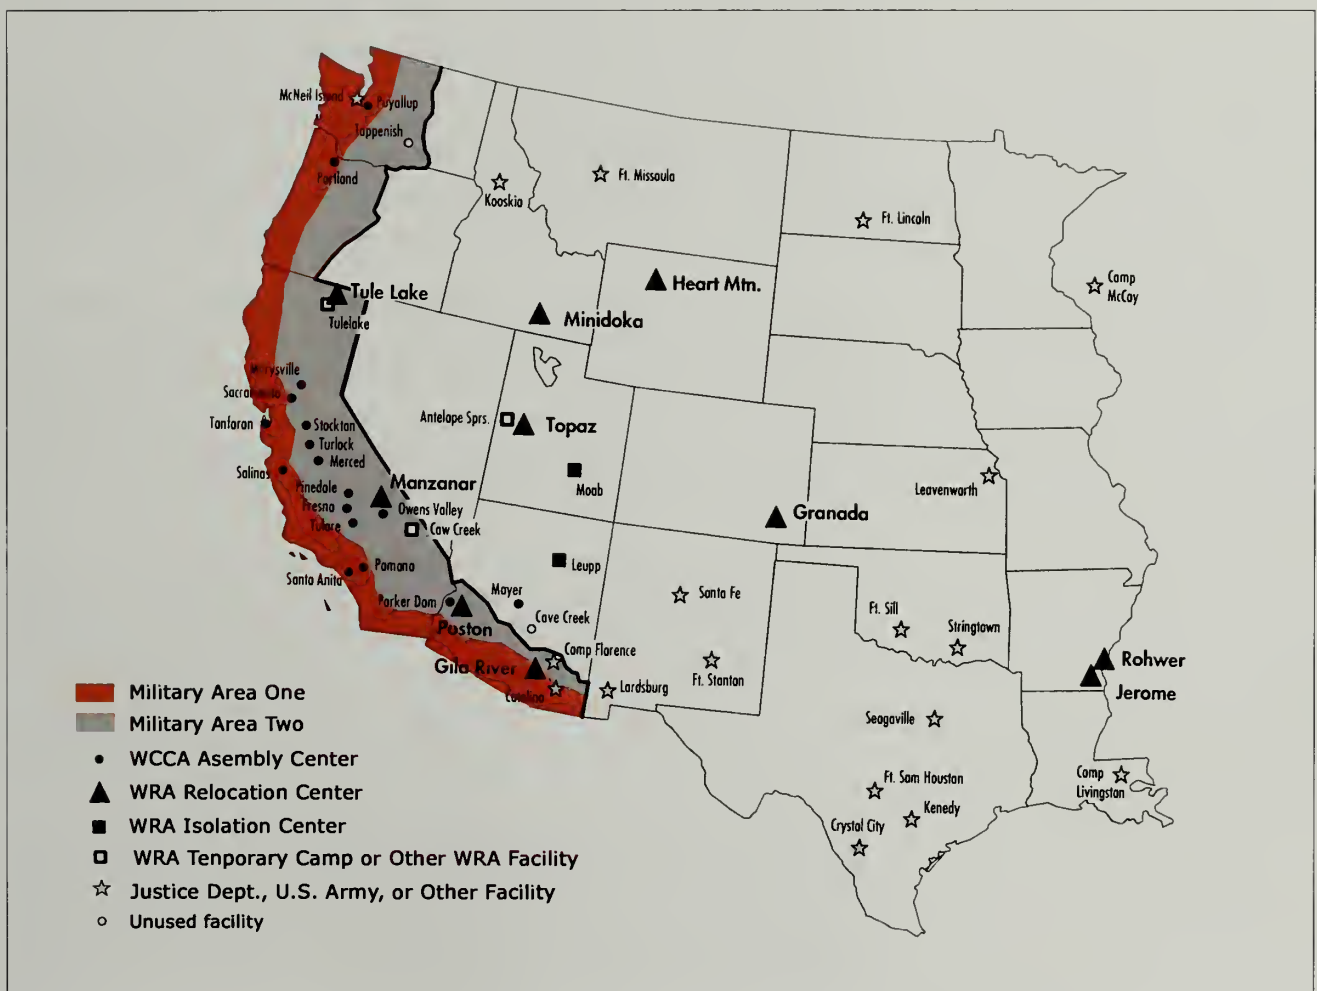 McNeil Island
Puyallup
Toppenish
Portland
Kooskia
Ft. Missoula
Ft. Lincoln
Camp
McCoy
Tule Lake
Tulelake
Minidoka
Heart Mtn.
Marysville
Sacramento
Tanforan
Stockton
Turlock
Merced
Salinas
Pinedale
Fresno
Tulare
Manzanar
Owens Valley
Cow Creek
Antelope Sprs.
Topaz
Moab
Leavenworth
Granada
Santa Anita
Pomona
Leupp
Parker Dam
Poston
Mayer
Cave Creek
Santa Fe
Ft. Sill
Stringtown
Camp Florence
Gila River
Catalina
Lardsburg
Ft. Stanton
Rohwer
Jerome
Seagaville
Ft. Sam Houston
Kenedy
Crystal City
Camp
Livingston
Military Area One
Military Area Two
WCCA Asembly Center
WRA Relocation Center
WRA Isolation Center
WRA Tenporary Camp or Other WRA Facility
Justice Dept., U.S. Army, or Other Facility
Unused facility